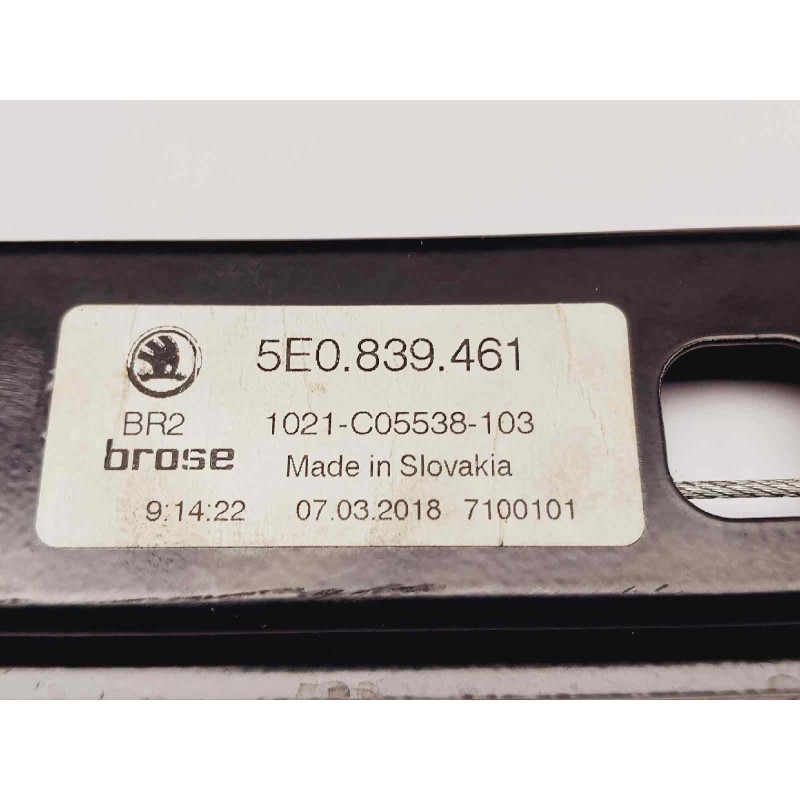 5E0.839.461
BR2 1021-C05538-103
brose Made in Slovakia
9:14:22 07.03.2018 7100101